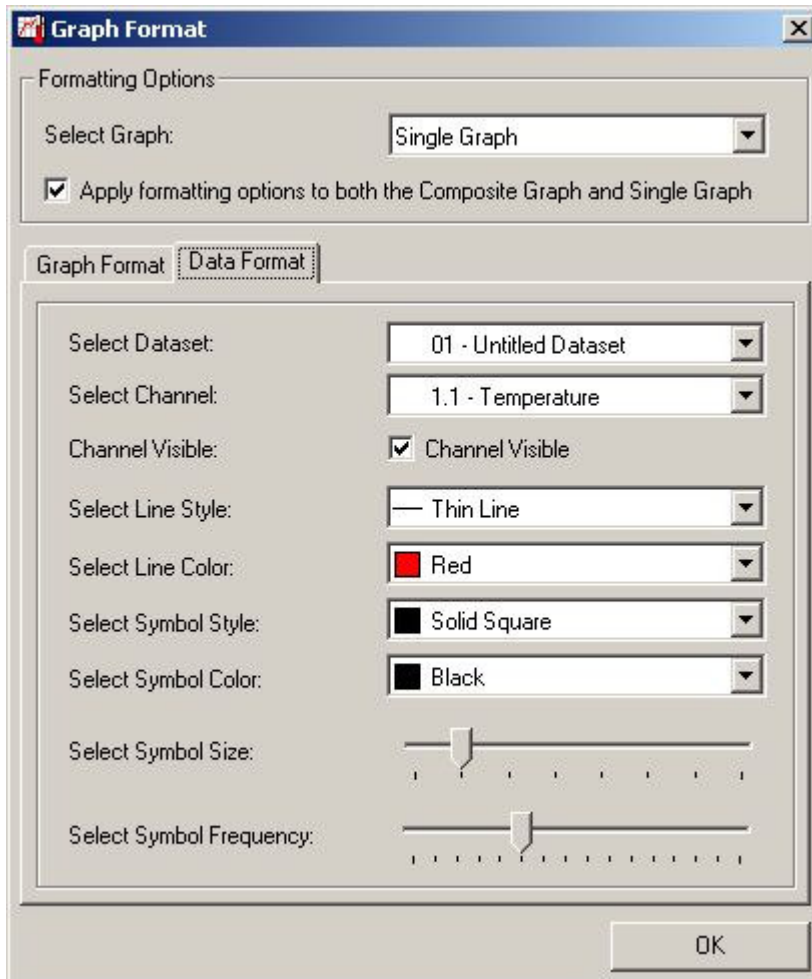 Graph Format
Formatting Options
Select Graph: Single Graph
Apply formatting options to both the Composite Graph and Single Graph
Graph Format Data Format
Select Dataset: 01 - Untitled Dataset
Select Channel: 1.1 - Temperature
Channel Visible: Channel Visible
Select Line Style: Thin Line
Select Line Color: Red
Select Symbol Style: Solid Square
Select Symbol Color: Black
Select Symbol Size:
Select Symbol Frequency:
OK